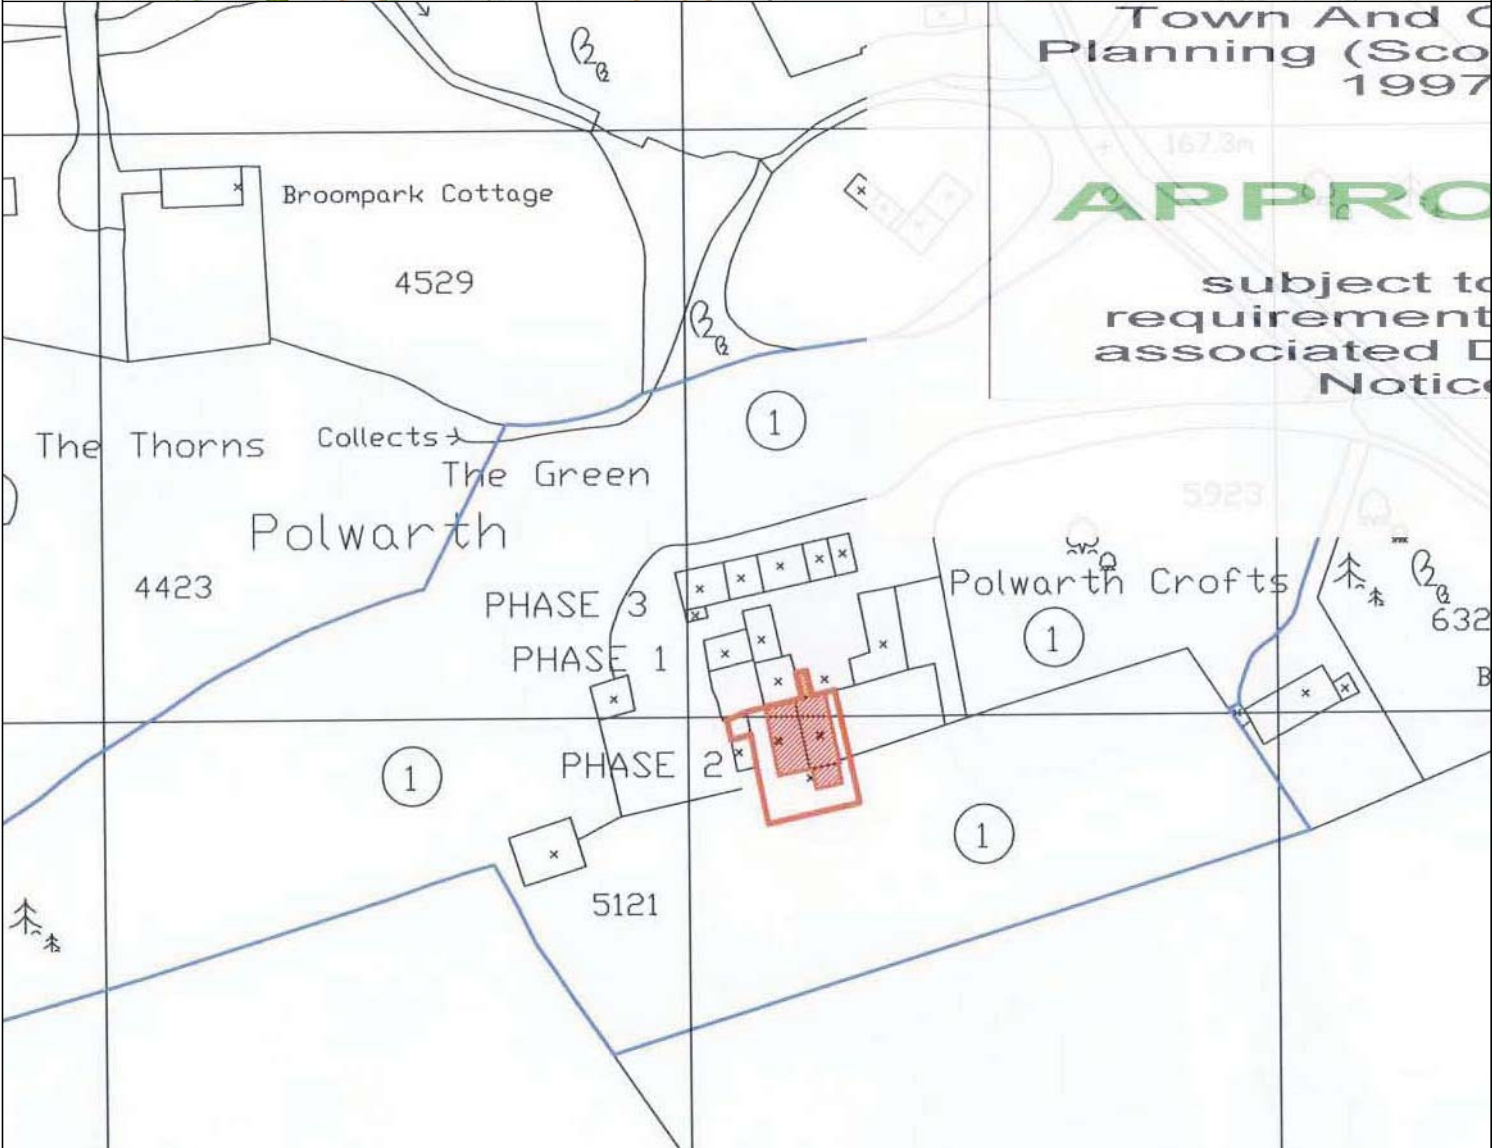 Town And
Planning (Sco
1997
167.3m
APPRO
Broompark Cottage
4529
subject to
requirement
associated
Notice
1
The Thorns
Collects
The Green
5923
Polwarth
4423
PHASE 3
Polwarth Crofts
1
632
PHASE 1
B
PHASE 2
1
1
5121